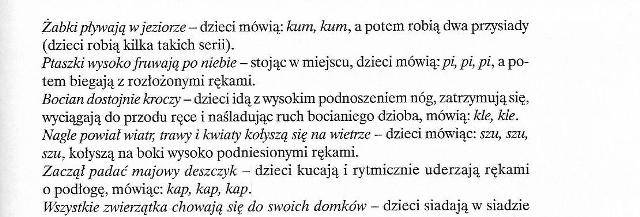 Żabki pływają w jeziorze – dzieci mówią: kum, kum, a potem robią dwa przysiady
(dzieci robią kilka takich serii).
Ptaszki wysoko fruwają po niebie – stojąc w miejscu, dzieci mówią: pi, pi, pi, a po-
tem biegają z rozłożonymi rękami.
Bocian dostojnie kroczy – dzieci idą z wysokim podnoszeniem nóg, zatrzymują się,
wyciągają do przodu ręce i naśladując ruch bocianiego dzioba, mówią: kle, kle.
Nagle powiał wiatr, trawy i kwiaty kołyszą się na wietrze – dzieci mówiąc: szu, szu,
szu, kołyszą na boki wysoko podniesionymi rękami.
Zaczął padać majowy deszczyk – dzieci kucają i rytmicznie uderzają rękami
o podłogę, mówiąc: kap, kap, kap.
Wszystkie zwierzątka chowają się do swoich domków – dzieci siadają w siadzie